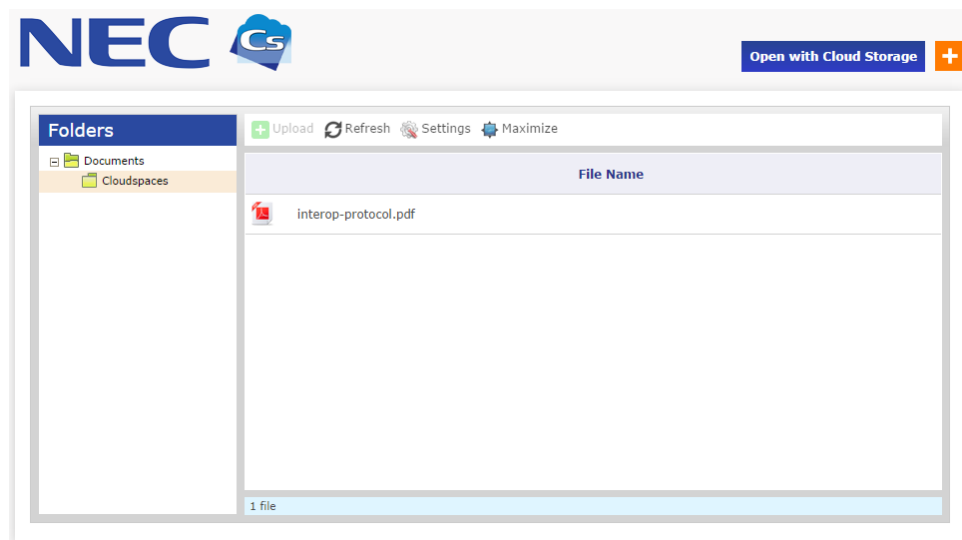 NEC Cs
Open with Cloud Storage +
Folders
Upload Refresh Settings Maximize
Documents
Cloudspaces
File Name
interop-protocol.pdf
1 file